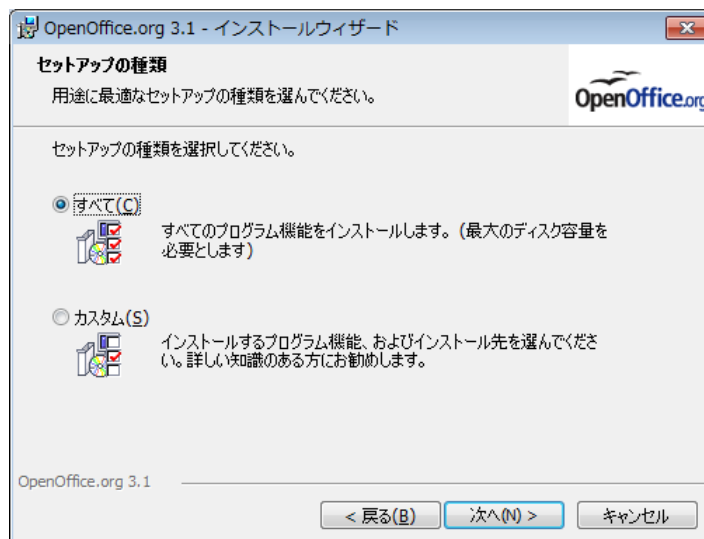 OpenOffice.org 3.1 - インストールウィザード
セットアップの種類
用途に最適なセットアップの種類を選んでください。
OpenOffice.org
セットアップの種類を選択してください。
すべて(C)
すべてのプログラム機能をインストールします。(最大のディスク容量を
必要とします)
カスタム(S)
インストールするプログラム機能、およびインストール先を選んでくださ
い。詳しい知識のある方にお勧めします。
OpenOffice.org 3.1
< 戻る(B)
次へ(N) >
キャンセル